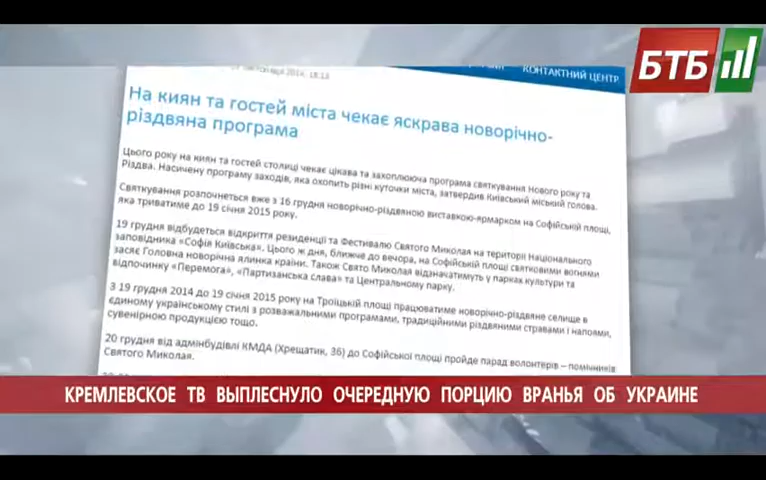 БТБ
2014, 18:13
КОНТАКТНИЙ ЦЕНТР
На киян та гостей міста чекає яскрава новорічно-
різдвяна програма
Цього року на киян та гостей столиці чекає цікава та захоплююча програма святкування Нового року та
Різдва. Насичену програму заходів, яка охопить різні куточки міста, затвердив Київський міський голова.
Святкування розпочнеться вже з 16 грудня новорічно-різдвяною виставкою-ярмарком на Софійській площі,
яка триватиме до 19 січня 2015 року.
19 грудня відбудеться відкриття резиденції та Фестивалю Святого Миколая на території Національного
заповідника «Софія Київська». Цього ж дня, ближче до вечора, на Софійській площі святковими вогнями
засяє Головна новорічна ялинка країни. Також Свято Миколая відзначатимуть у парках культури та
відпочинку «Перемога», «Партизанська слава» та Центральному парку.
З 19 грудня 2014 до 19 січня 2015 року на Троїцькій площі працюватиме новорічно-різдвяне селище в
єдиному українському стилі з розважальними програмами, традиційними різдвяними стравами і напоями,
сувенірною продукцією тощо.
20 грудня від адмінбудівлі КМДА (Хрещатик, 36) до Софійської площі пройде парад волонтерів – помічників
Святого Миколая.
КРЕМЛЕВСКОЕ ТВ ВЫПЛЕСНУЛО ОЧЕРЕДНУЮ ПОРЦИЮ ВРАНЬЯ ОБ УКРАИНЕ